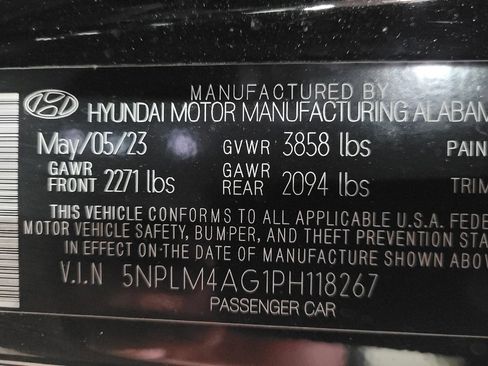 MANUFACTURED BY
HYUNDAI MOTOR MANUFACTURING ALABAM
May/05/23 GVWR 3858 lbs PAIN
GAWR FRONT 2271 lbs GAWR REAR 2094 lbs TRIM
THIS VEHICLE CONFORMS TO ALL APPLICABLE U.S.A. FEDE
MOTOR VEHICLE SAFETY, BUMPER, AND THEFT PREVENTION STA
IN EFFECT ON THE DATE OF MANUFACTURE SHOWN ABOV
V.I.N 5NPLM4AG1PH118267
PASSENGER CAR